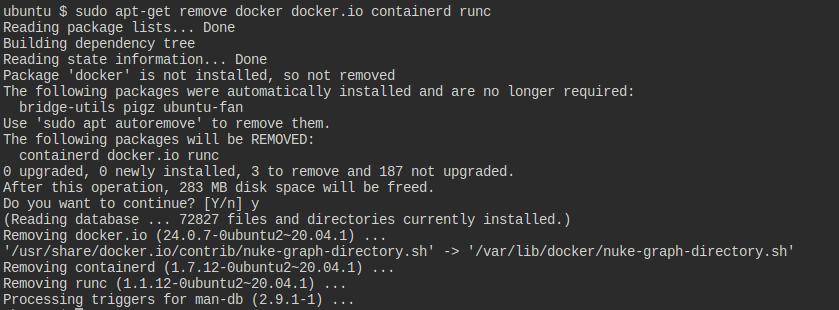 ubuntu $ sudo apt-get remove docker docker.io containerd runc
Reading package lists... Done
Building dependency tree
Reading state information... Done
Package 'docker' is not installed, so not removed
The following packages were automatically installed and are no longer required:
  bridge-utils pigz ubuntu-fan
Use 'sudo apt autoremove' to remove them.
The following packages will be REMOVED:
  containerd docker.io runc
0 upgraded, 0 newly installed, 3 to remove and 187 not upgraded.
After this operation, 283 MB disk space will be freed.
Do you want to continue? [Y/n] y
(Reading database ... 72827 files and directories currently installed.)
Removing docker.io (24.0.7-0ubuntu2~20.04.1) ...
'/usr/share/docker.io/contrib/nuke-graph-directory.sh' -> '/var/lib/docker/nuke-graph-directory.sh'
Removing containerd (1.7.12-0ubuntu2~20.04.1) ...
Removing runc (1.1.12-0ubuntu2~20.04.1) ...
Processing triggers for man-db (2.9.1-1) ...